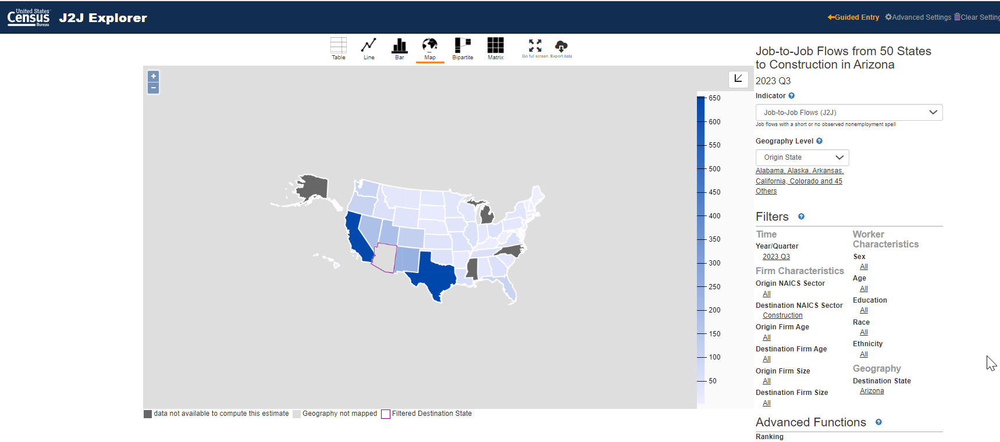 United States™
Census
Bureau
J2J Explorer
Guided Entry
Advanced Settings
Clear Setting
Table
Line
Bar
Map
Bipartite
Matrix
Go full screen
Export data
+
−
650
600
550
500
450
400
350
300
250
200
150
100
50
data not available to compute this estimate
Geography not mapped
Filtered Destination State
Job-to-Job Flows from 50 States
to Construction in Arizona
2023 Q3
Indicator ?
Job-to-Job Flows (J2J)
Job flows with a short or no observed nonemployment spell
Geography Level ?
Origin State
Alabama, Alaska, Arkansas,
California, Colorado and 45
Others
Filters ?
Time
Year/Quarter
2023 Q3
Firm Characteristics
Origin NAICS Sector
All
Destination NAICS Sector
Construction
Origin Firm Age
All
Destination Firm Age
All
Origin Firm Size
All
Destination Firm Size
All
Worker
Characteristics
Sex
All
Age
All
Education
All
Race
All
Ethnicity
All
Geography
Destination State
Arizona
Advanced Functions ?
Ranking